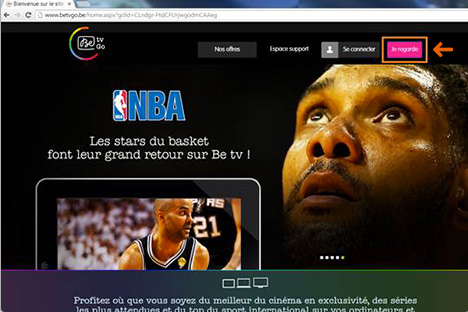 Bienvenue sur le site
www.betvgo.be/home.aspx?gclid=CLndgr-
Be tv Go
Nos offres
Espace support
Se connecter
Je regarde
NBA
NBA
Les stars du basket
font leur grand retour sur Be tv !
SPURS
21
Profitez où que vous soyez du meilleur du cinéma en exclusivité, des séries
les plus attendues et du top du sport international sur vos ordinateurs et